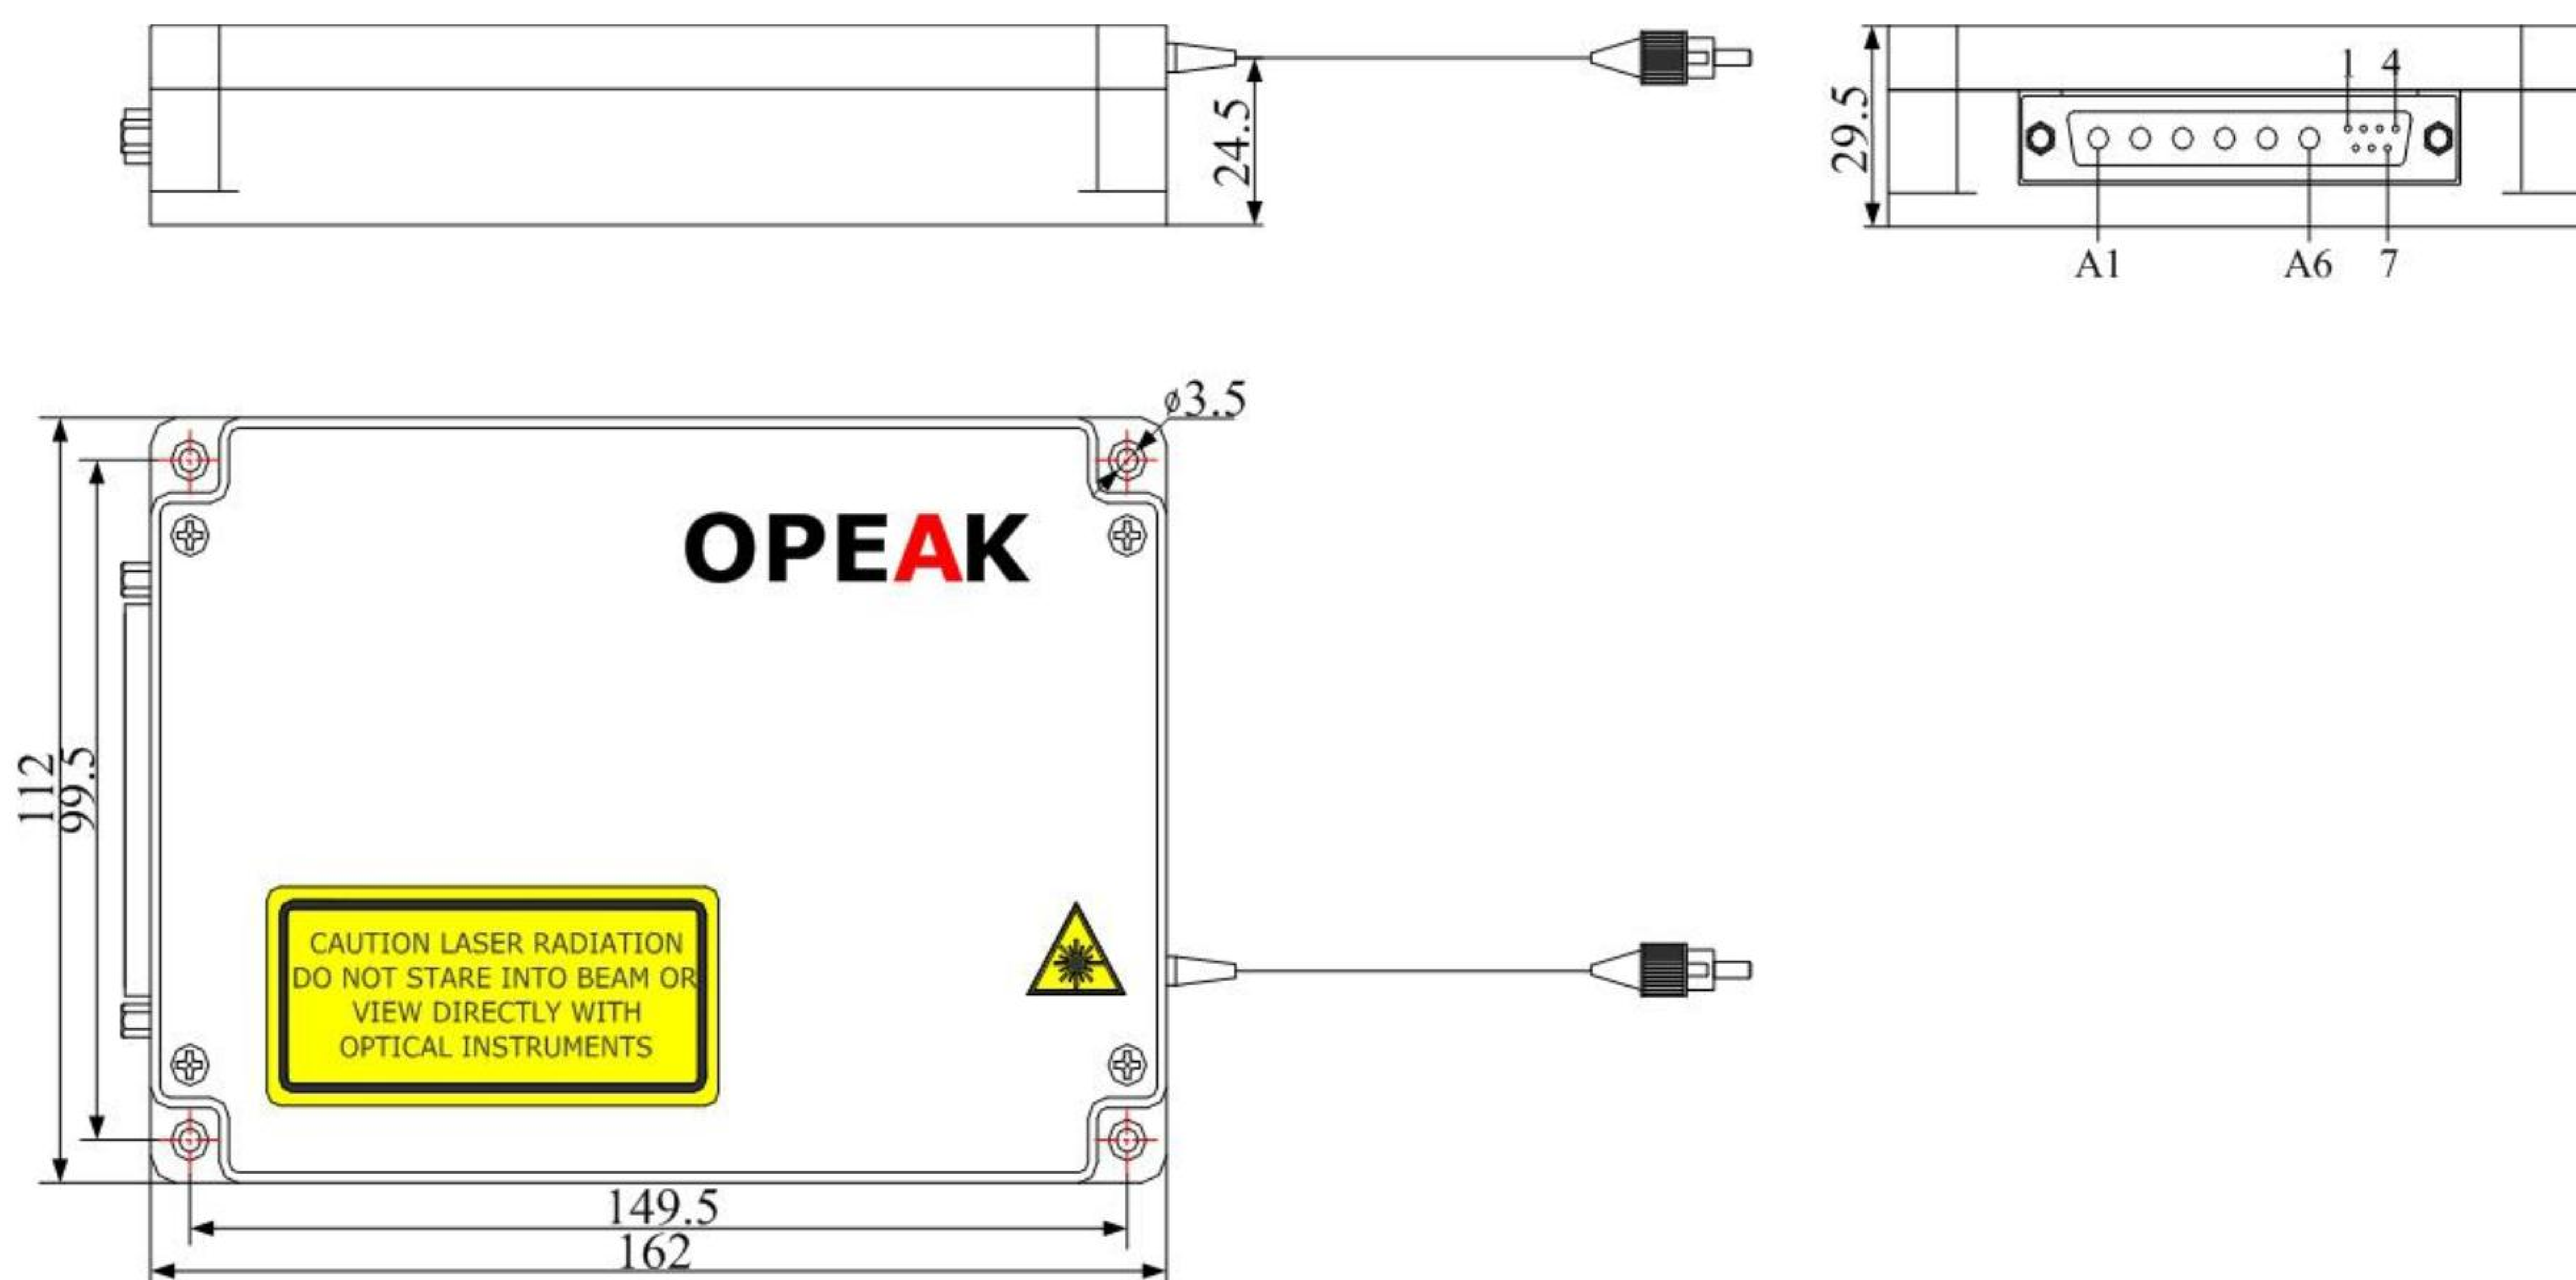 24.5
29.5
1 4
A1 A6 7
ø3.5
OPEAK
112
99.5
CAUTION LASER RADIATION
DO NOT STARE INTO BEAM OR
VIEW DIRECTLY WITH
OPTICAL INSTRUMENTS
149.5
162